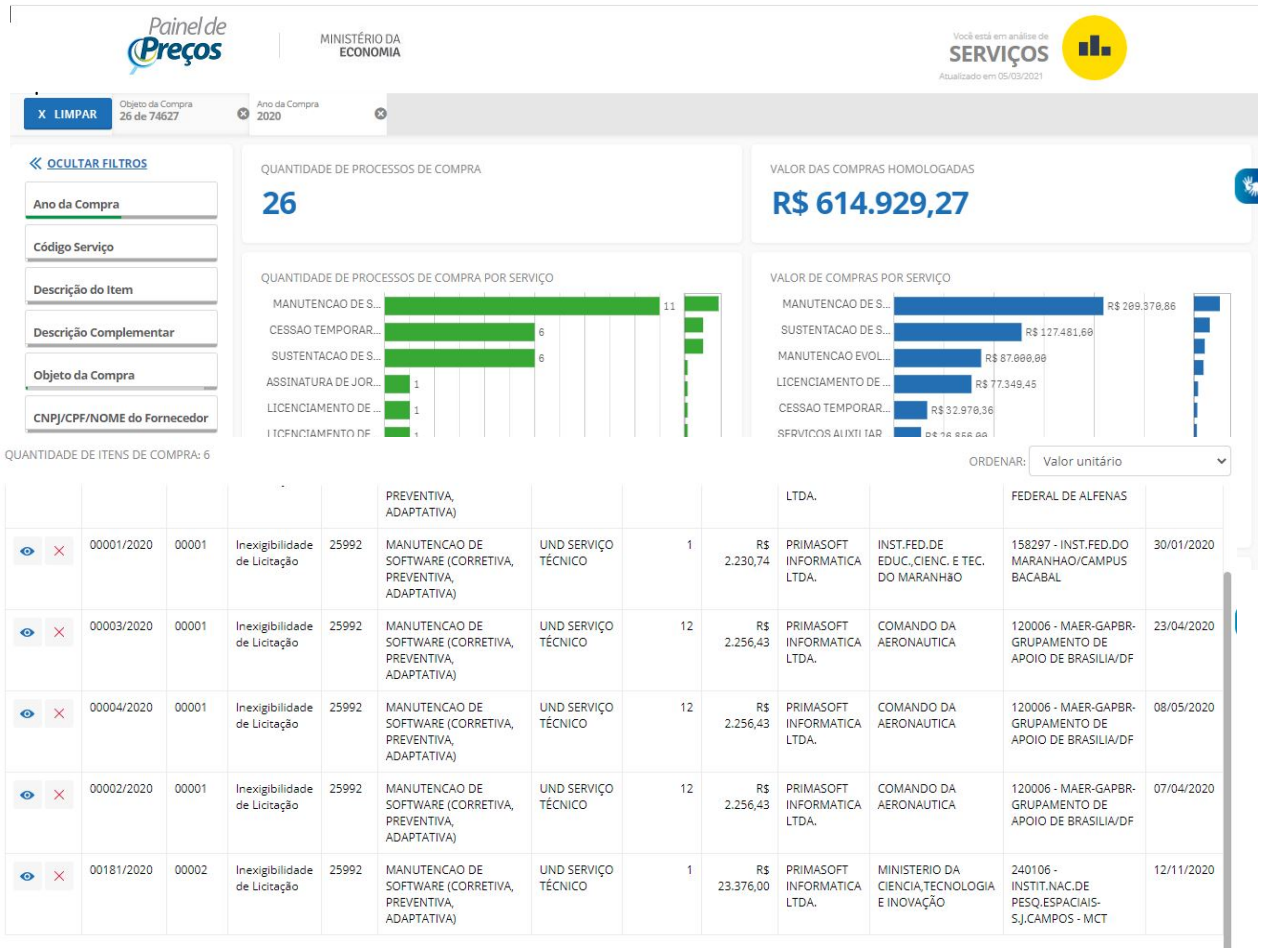 Painel de
Preços
MINISTÉRIO DA
ECONOMIA
Você está em análise de
SERVIÇOS
Atualizado em 05/03/2021
X LIMPAR
Objeto da Compra
26 de 74627
Ano da Compra
2020
OCULTAR FILTROS
Ano da Compra
Código Serviço
Descrição do Item
Descrição Complementar
Objeto da Compra
CNPJ/CPF/NOME do Fornecedor
QUANTIDADE DE PROCESSOS DE COMPRA
26
VALOR DAS COMPRAS HOMOLOGADAS
R$ 614.929,27
QUANTIDADE DE PROCESSOS DE COMPRA POR SERVIÇO
MANUTENCAO DE S... 11
CESSAO TEMPORAR... 6
SUSTENTACAO DE S... 6
ASSINATURA DE JOR... 1
LICENCIAMENTO DE ... 1
LICENCIAMENTO DE 1
VALOR DE COMPRAS POR SERVIÇO
MANUTENCAO DE S... R$ 209.370,86
SUSTENTACAO DE S... R$ 127.481,60
MANUTENCAO EVOL... R$ 87.000,00
LICENCIAMENTO DE ... R$ 77.349,45
CESSAO TEMPORAR... R$ 32.970,36
SERVICOS AUXILIAR R$ 26.856,00
QUANTIDADE DE ITENS DE COMPRA: 6
ORDENAR: Valor unitário
PREVENTIVA, LTDA. FEDERAL DE ALFENAS
ADAPTATIVA)
00001/2020 00001 Inexigibilidade 25992 MANUTENCAO DE UND SERVIÇO 1 R$ PRIMASOFT INST.FED.DE 158297 - INST.FED.DO 30/01/2020
de Licitação SOFTWARE (CORRETIVA, TÉCNICO 2.230,74 INFORMATICA EDUC.,CIENC. E TEC. MARANHAO/CAMPUS
PREVENTIVA, LTDA. DO MARANHãO BACABAL
ADAPTATIVA)
00003/2020 00001 Inexigibilidade 25992 MANUTENCAO DE UND SERVIÇO 12 R$ PRIMASOFT COMANDO DA 120006 - MAER-GAPBR- 23/04/2020
de Licitação SOFTWARE (CORRETIVA, TÉCNICO 2.256,43 INFORMATICA AERONAUTICA GRUPAMENTO DE
PREVENTIVA, LTDA. APOIO DE BRASILIA/DF
ADAPTATIVA)
00004/2020 00001 Inexigibilidade 25992 MANUTENCAO DE UND SERVIÇO 12 R$ PRIMASOFT COMANDO DA 120006 - MAER-GAPBR- 08/05/2020
de Licitação SOFTWARE (CORRETIVA, TÉCNICO 2.256,43 INFORMATICA AERONAUTICA GRUPAMENTO DE
PREVENTIVA, LTDA. APOIO DE BRASILIA/DF
ADAPTATIVA)
00002/2020 00001 Inexigibilidade 25992 MANUTENCAO DE UND SERVIÇO 12 R$ PRIMASOFT COMANDO DA 120006 - MAER-GAPBR- 07/04/2020
de Licitação SOFTWARE (CORRETIVA, TÉCNICO 2.256,43 INFORMATICA AERONAUTICA GRUPAMENTO DE
PREVENTIVA, LTDA. APOIO DE BRASILIA/DF
ADAPTATIVA)
00181/2020 00002 Inexigibilidade 25992 MANUTENCAO DE UND SERVIÇO 1 R$ PRIMASOFT MINISTERIO DA 240106 - 12/11/2020
de Licitação SOFTWARE (CORRETIVA, TÉCNICO 23.376,00 INFORMATICA CIENCIA,TECNOLOGIA INSTIT.NAC.DE
PREVENTIVA, LTDA. E INOVAÇÃO PESQ.ESPACIAIS-
ADAPTATIVA) S.J.CAMPOS - MCT